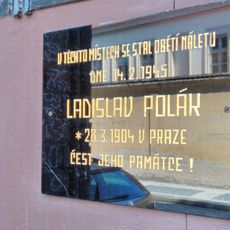 V TĚCHTO MÍSTECH SE STAL OBĚTÍ NÁLETU
DNE 14.2.1945
LADISLAV POLÁK
* 28.3.1904 V PRAZE
ČEST JEHO PAMÁTCE !